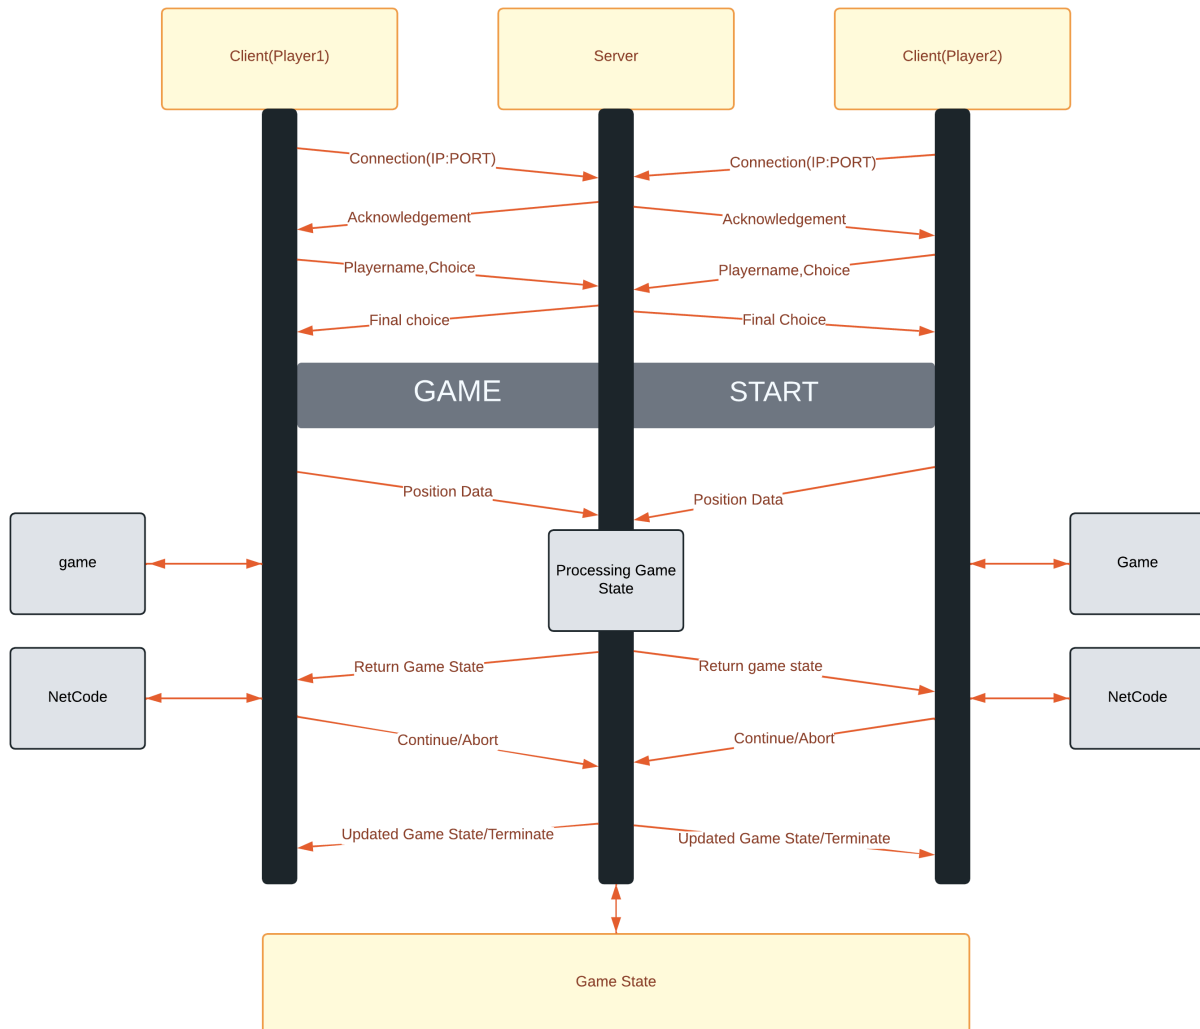 Client(Player1)
Server
Client(Player2)
Connection(IP:PORT)
Connection(IP:PORT)
Acknowledgement
Acknowledgement
Playername,Choice
Playername,Choice
Final choice
Final Choice
GAME
START
Position Data
Position Data
game
Processing Game
State
Game
Return Game State
Return game state
NetCode
NetCode
Continue/Abort
Continue/Abort
Updated Game State/Terminate
Updated Game State/Terminate
Game State